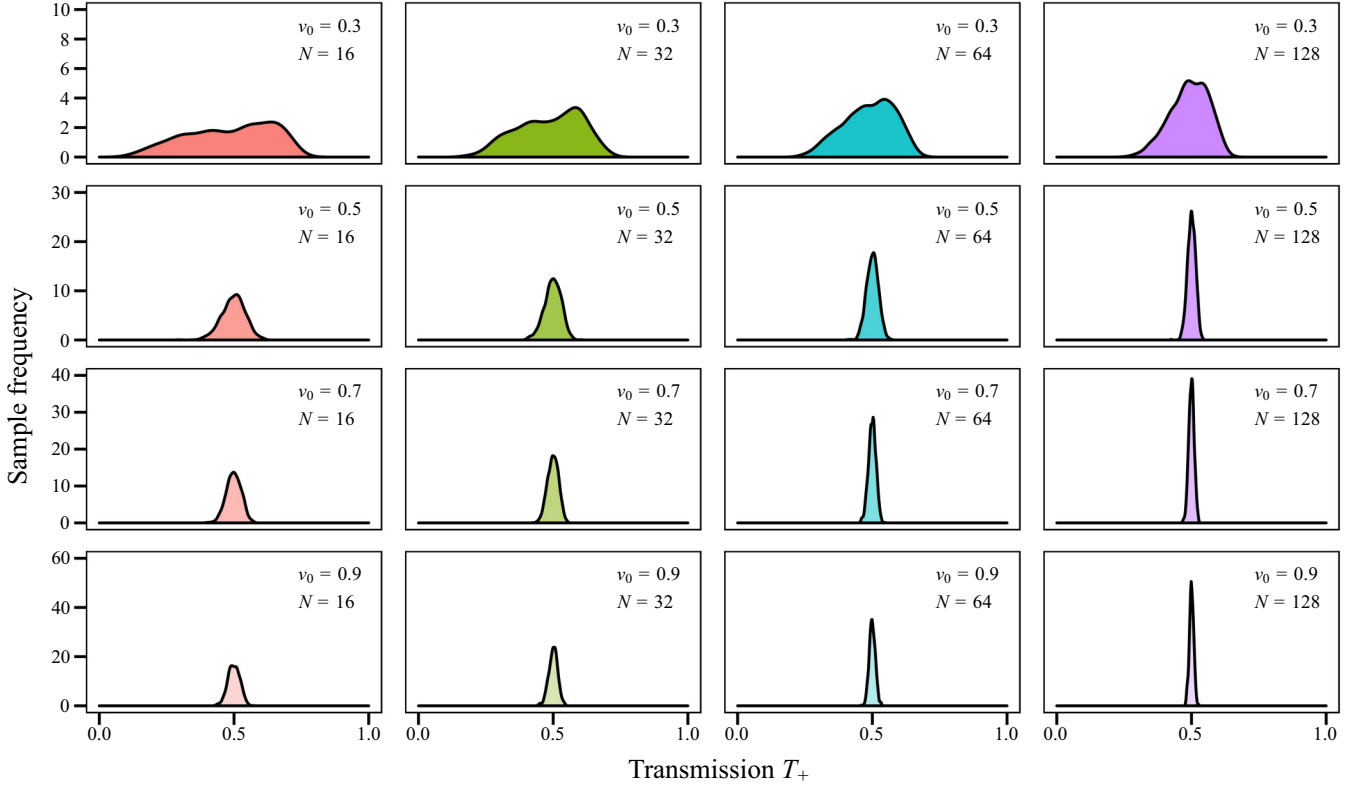 10
8
6
4
2
0
v₀ = 0.3
N = 16
v₀ = 0.3
N = 32
v₀ = 0.3
N = 64
v₀ = 0.3
N = 128
30
20
10
0
v₀ = 0.5
N = 16
v₀ = 0.5
N = 32
v₀ = 0.5
N = 64
v₀ = 0.5
N = 128
Sample frequency
40
30
20
10
0
v₀ = 0.7
N = 16
v₀ = 0.7
N = 32
v₀ = 0.7
N = 64
v₀ = 0.7
N = 128
60
40
20
0
v₀ = 0.9
N = 16
v₀ = 0.9
N = 32
v₀ = 0.9
N = 64
v₀ = 0.9
N = 128
0.0 0.5 1.0
0.0 0.5 1.0
0.0 0.5 1.0
0.0 0.5 1.0
Transmission T₊